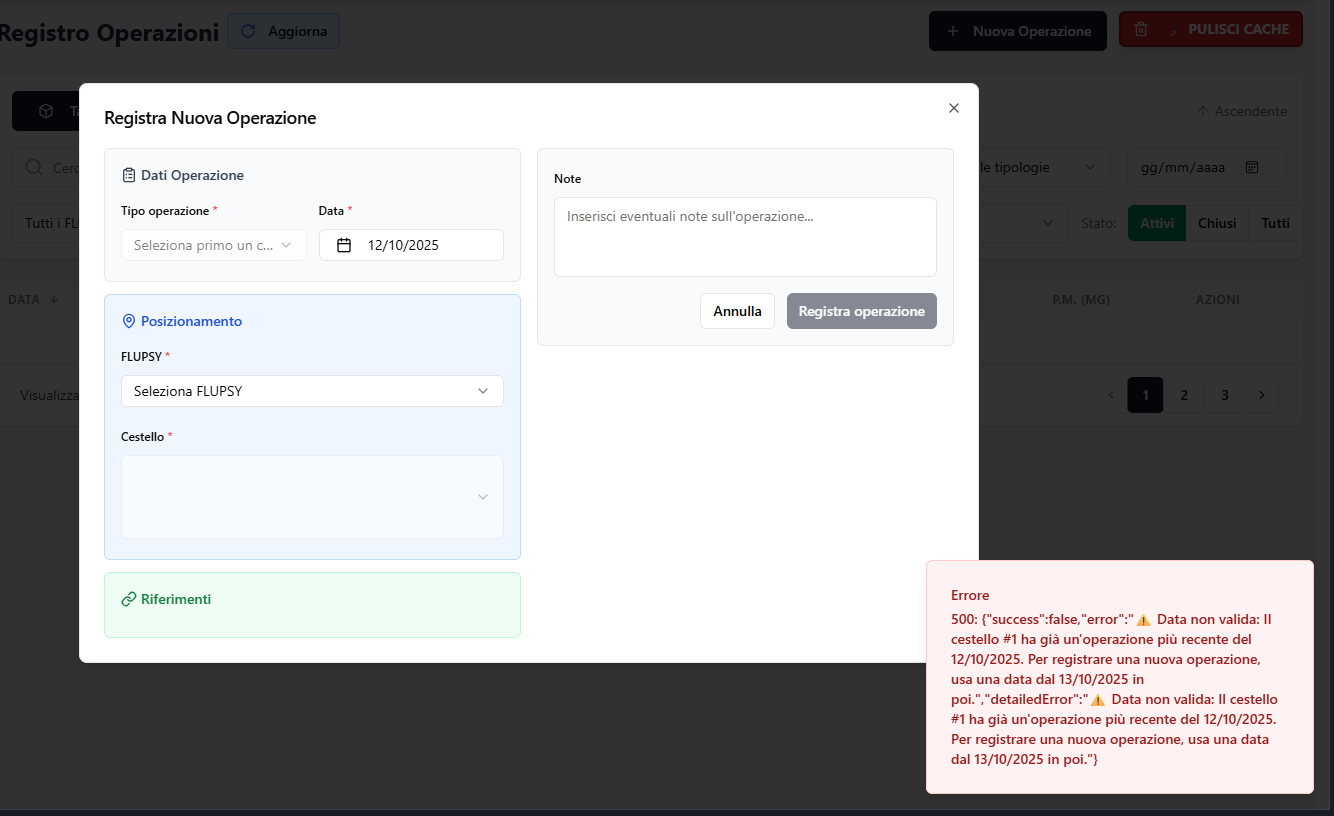 Registro Operazioni
Aggiorna
Nuova Operazione
PULISCI CACHE
Ascendente
Cerc
le tipologie
gg/mm/aaaa
Tutti i FL
Stato:
Attivi
Chiusi
Tutti
DATA
P.M. (MG)
AZIONI
Visualizza
1
2
3
Registra Nuova Operazione
Dati Operazione
Tipo operazione *
Data *
Seleziona primo un c...
12/10/2025
Posizionamento
FLUPSY *
Seleziona FLUPSY
Cestello *
Riferimenti
Note
Inserisci eventuali note sull'operazione...
Annulla
Registra operazione
Errore
500: {"success":false,"error":"⚠️ Data non valida: Il
cestello #1 ha già un'operazione più recente del
12/10/2025. Per registrare una nuova operazione,
usa una data dal 13/10/2025 in
poi.","detailedError":"⚠️ Data non valida: Il cestello
#1 ha già un'operazione più recente del 12/10/2025.
Per registrare una nuova operazione, usa una data
dal 13/10/2025 in poi."}